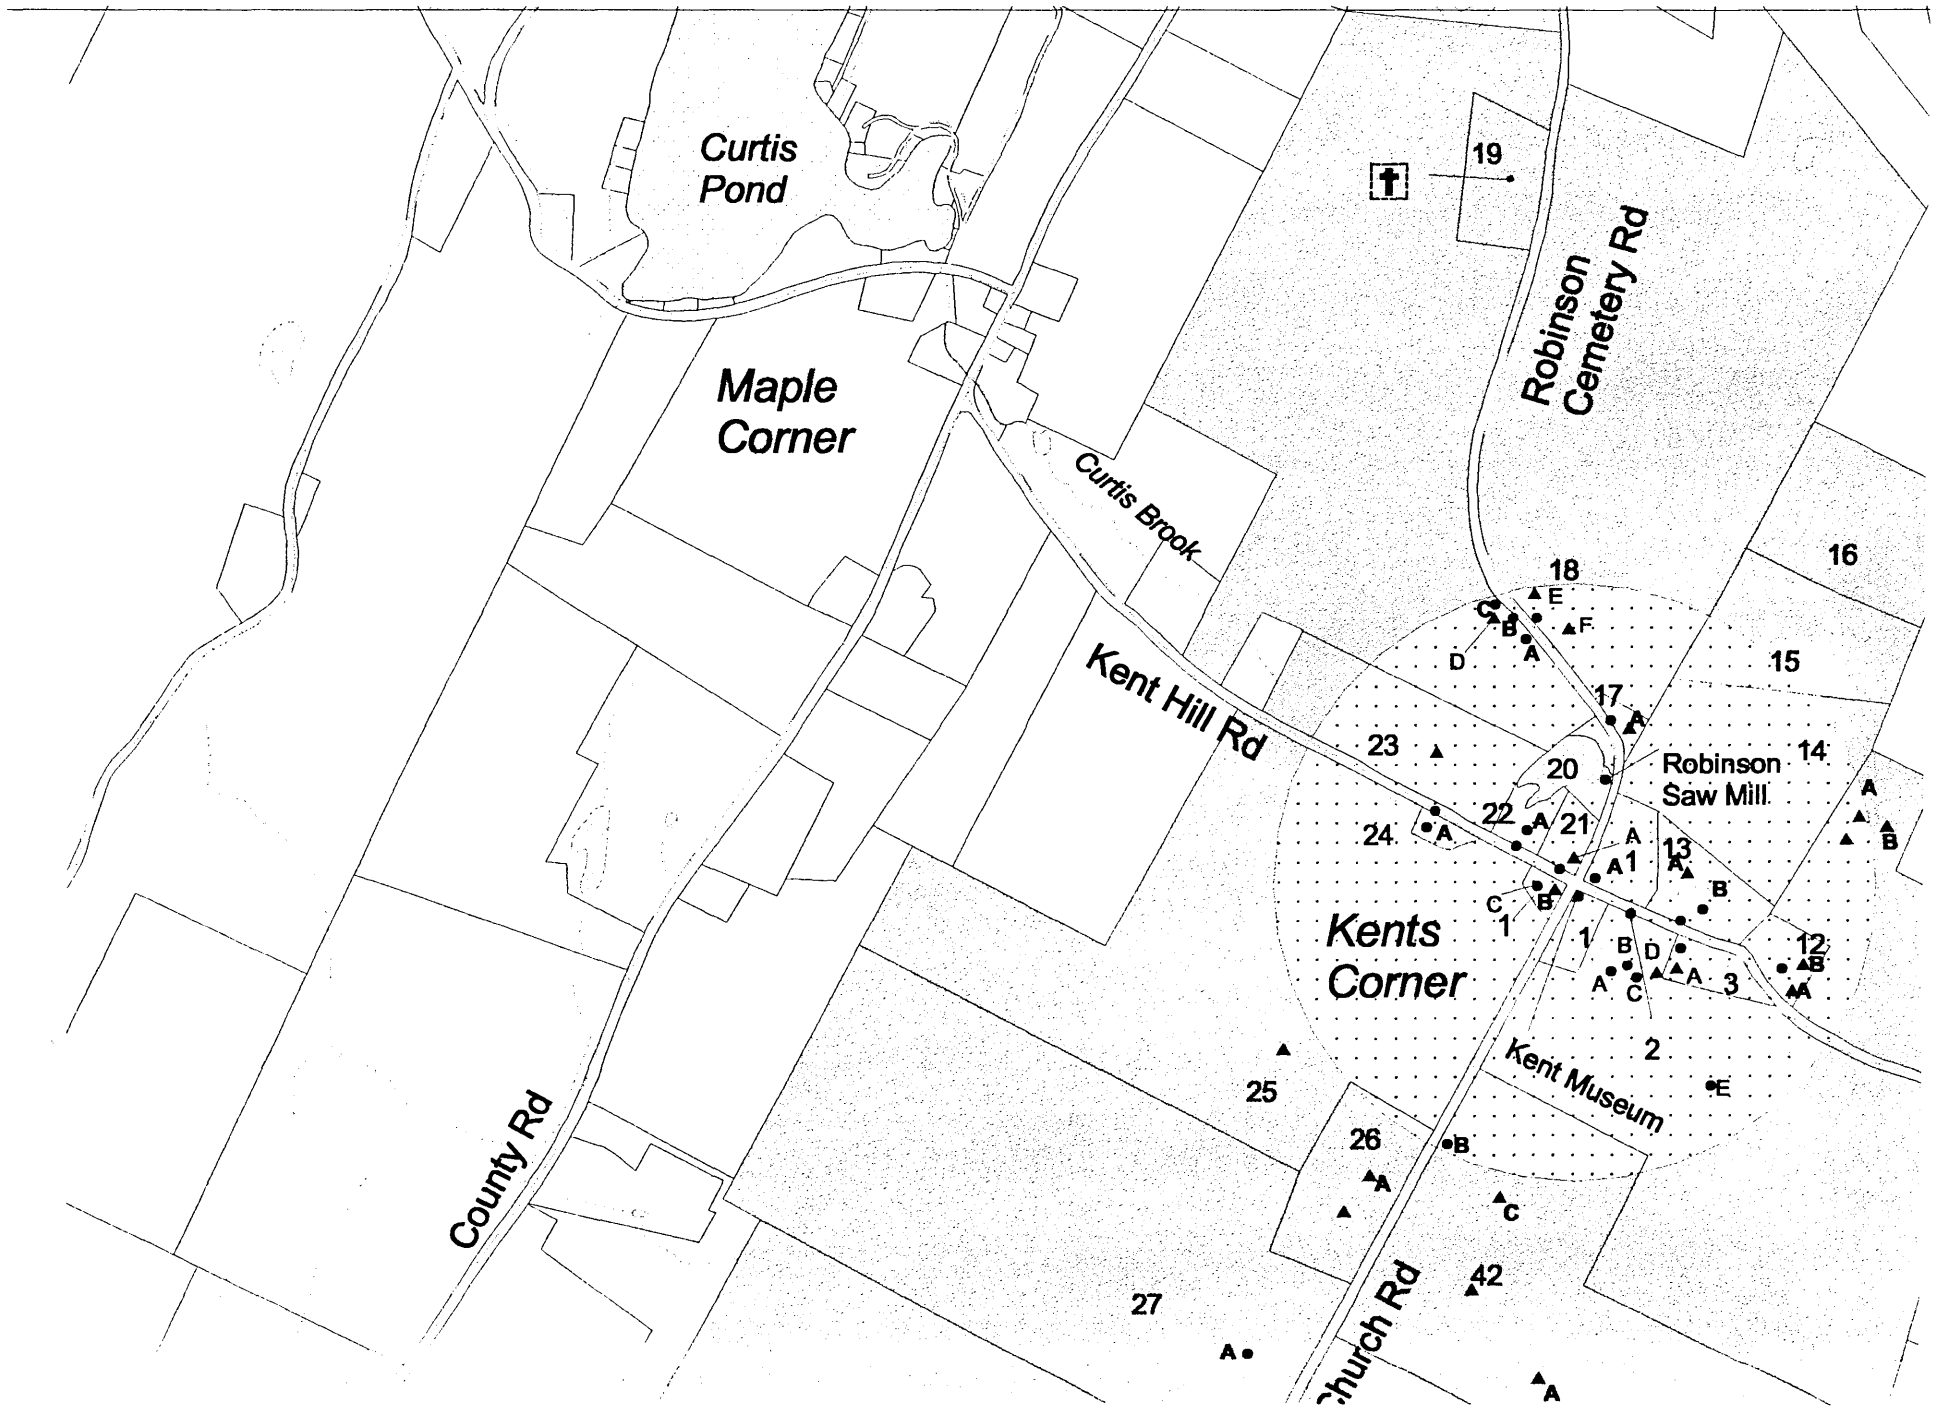 Curtis
Pond
19
Robinson
Cemetery Rd
Maple
Corner
Curtis Brook
16
18
E
C
B
F
D
A
15
Kent Hill Rd
17
A
23
14
20
Robinson
Saw Mill
A
22
A
21
A
24
A
1
13
A
B
A
B
C
B
1
Kents
Corner
1
B
D
12
B
A
C
A
3
A
2
Kent Museum
E
25
26
B
A
C
County Rd
42
27
Church Rd
A
A